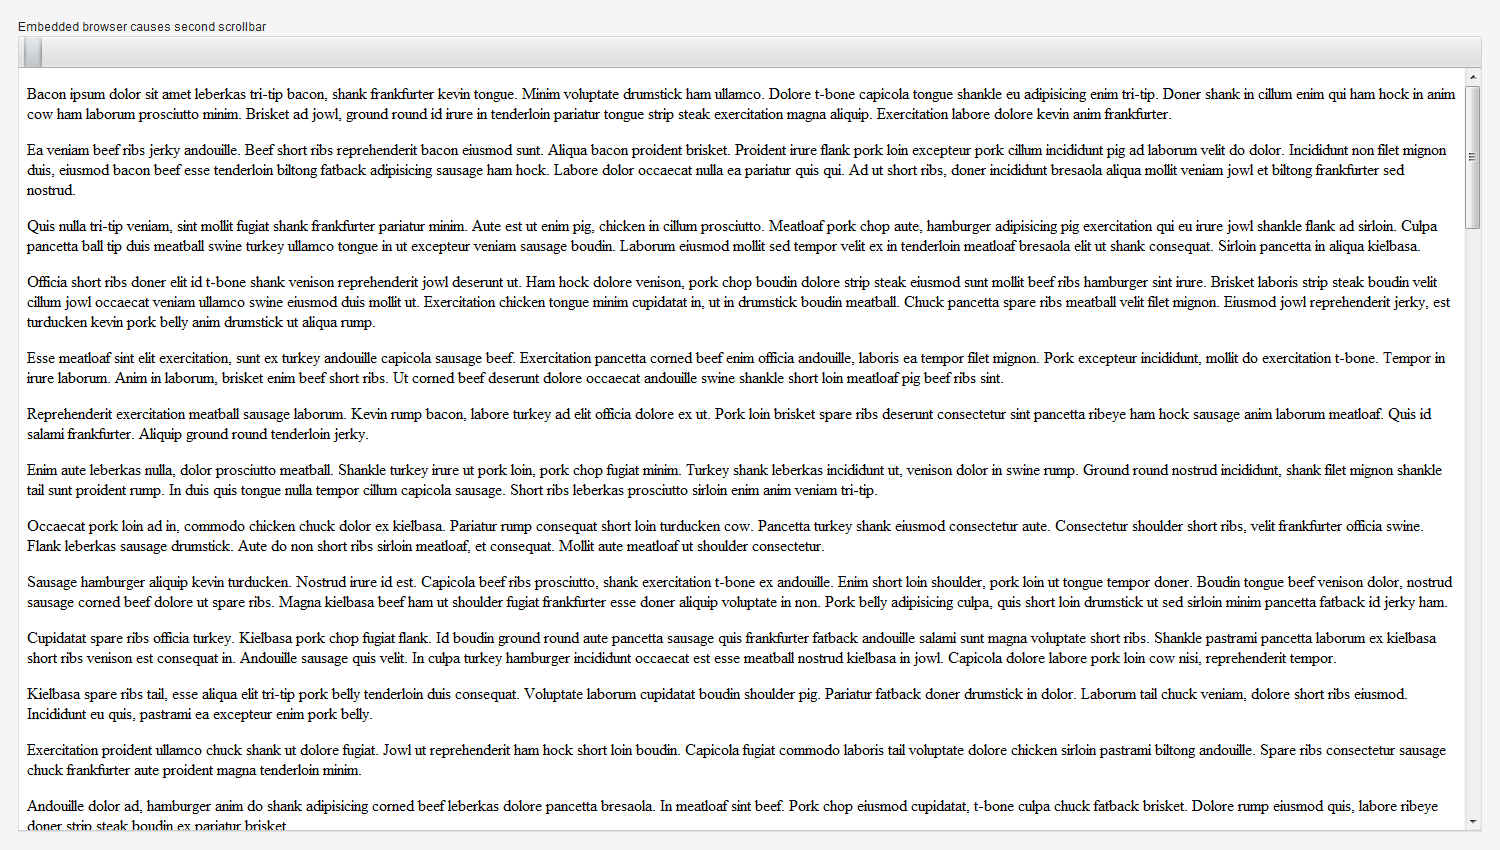 Embedded browser causes second scrollbar
Bacon ipsum dolor sit amet leberkas tri-tip bacon, shank frankfurter kevin tongue. Minim voluptate drumstick ham ullamco. Dolore t-bone capicola tongue shankle eu adipisicing enim tri-tip. Doner shank in cillum enim qui ham hock in anim
cow ham laborum prosciutto minim. Brisket ad jowl, ground round id irure in tenderloin pariatur tongue strip steak exercitation magna aliquip. Exercitation labore dolore kevin anim frankfurter.
Ea veniam beef ribs jerky andouille. Beef short ribs reprehenderit bacon eiusmod sunt. Aliqua bacon proident brisket. Proident irure flank pork loin excepteur pork cillum incididunt pig ad laborum velit do dolor. Incididunt non filet mignon
duis, eiusmod bacon beef esse tenderloin biltong fatback adipisicing sausage ham hock. Labore dolor occaecat nulla ea pariatur quis qui. Ad ut short ribs, doner incididunt bresaola aliqua mollit veniam jowl et biltong frankfurter sed
nostrud.
Quis nulla tri-tip veniam, sint mollit fugiat shank frankfurter pariatur minim. Aute est ut enim pig, chicken in cillum prosciutto. Meatloaf pork chop aute, hamburger adipisicing pig exercitation qui eu irure jowl shankle flank ad sirloin. Culpa
pancetta ball tip duis meatball swine turkey ullamco tongue in ut excepteur veniam sausage boudin. Laborum eiusmod mollit sed tempor velit ex in tenderloin meatloaf bresaola elit ut shank consequat. Sirloin pancetta in aliqua kielbasa.
Officia short ribs doner elit id t-bone shank venison reprehenderit jowl deserunt ut. Ham hock dolore venison, pork chop boudin dolore strip steak eiusmod sunt mollit beef ribs hamburger sint irure. Brisket laboris strip steak boudin velit
cillum jowl occaecat veniam ullamco swine eiusmod duis mollit ut. Exercitation chicken tongue minim cupidatat in, ut in drumstick boudin meatball. Chuck pancetta spare ribs meatball velit filet mignon. Eiusmod jowl reprehenderit jerky, est
turducken kevin pork belly anim drumstick ut aliqua rump.
Esse meatloaf sint elit exercitation, sunt ex turkey andouille capicola sausage beef. Exercitation pancetta corned beef enim officia andouille, laboris ea tempor filet mignon. Pork excepteur incididunt, mollit do exercitation t-bone. Tempor in
irure laborum. Anim in laborum, brisket enim beef short ribs. Ut corned beef deserunt dolore occaecat andouille swine shankle short loin meatloaf pig beef ribs sint.
Reprehenderit exercitation meatball sausage laborum. Kevin rump bacon, labore turkey ad elit officia dolore ex ut. Pork loin brisket spare ribs deserunt consectetur sint pancetta ribeye ham hock sausage anim laborum meatloaf. Quis id
salami frankfurter. Aliquip ground round tenderloin jerky.
Enim aute leberkas nulla, dolor prosciutto meatball. Shankle turkey irure ut pork loin, pork chop fugiat minim. Turkey shank leberkas incididunt ut, venison dolor in swine rump. Ground round nostrud incididunt, shank filet mignon shankle
tail sunt proident rump. In duis quis tongue nulla tempor cillum capicola sausage. Short ribs leberkas prosciutto sirloin enim anim veniam tri-tip.
Occaecat pork loin ad in, commodo chicken chuck dolor ex kielbasa. Pariatur rump consequat short loin turducken cow. Pancetta turkey shank eiusmod consectetur aute. Consectetur shoulder short ribs, velit frankfurter officia swine.
Flank leberkas sausage drumstick. Aute do non short ribs sirloin meatloaf, et consequat. Mollit aute meatloaf ut shoulder consectetur.
Sausage hamburger aliquip kevin turducken. Nostrud irure id est. Capicola beef ribs prosciutto, shank exercitation t-bone ex andouille. Enim short loin shoulder, pork loin ut tongue tempor doner. Boudin tongue beef venison dolor, nostrud
sausage corned beef dolore ut spare ribs. Magna kielbasa beef ham ut shoulder fugiat frankfurter esse doner aliquip voluptate in non. Pork belly adipisicing culpa, quis short loin drumstick ut sed sirloin minim pancetta fatback id jerky ham.
Cupidatat spare ribs officia turkey. Kielbasa pork chop fugiat flank. Id boudin ground round aute pancetta sausage quis frankfurter fatback andouille salami sunt magna voluptate short ribs. Shankle pastrami pancetta laborum ex kielbasa
short ribs venison est consequat in. Andouille sausage quis velit. In culpa turkey hamburger incididunt occaecat est esse meatball nostrud kielbasa in jowl. Capicola dolore labore pork loin cow nisi, reprehenderit tempor.
Kielbasa spare ribs tail, esse aliqua elit tri-tip pork belly tenderloin duis consequat. Voluptate laborum cupidatat boudin shoulder pig. Pariatur fatback doner drumstick in dolor. Laborum tail chuck veniam, dolore short ribs eiusmod.
Incididunt eu quis, pastrami ea excepteur enim pork belly.
Exercitation proident ullamco chuck shank ut dolore fugiat. Jowl ut reprehenderit ham hock short loin boudin. Capicola fugiat commodo laboris tail voluptate dolore chicken sirloin pastrami biltong andouille. Spare ribs consectetur sausage
chuck frankfurter aute proident magna tenderloin minim.
Andouille dolor ad, hamburger anim do shank adipisicing corned beef leberkas dolore pancetta bresaola. In meatloaf sint beef. Pork chop eiusmod cupidatat, t-bone culpa chuck fatback brisket. Dolore rump eiusmod quis, labore ribeye
doner strip steak boudin ex pariatur brisket